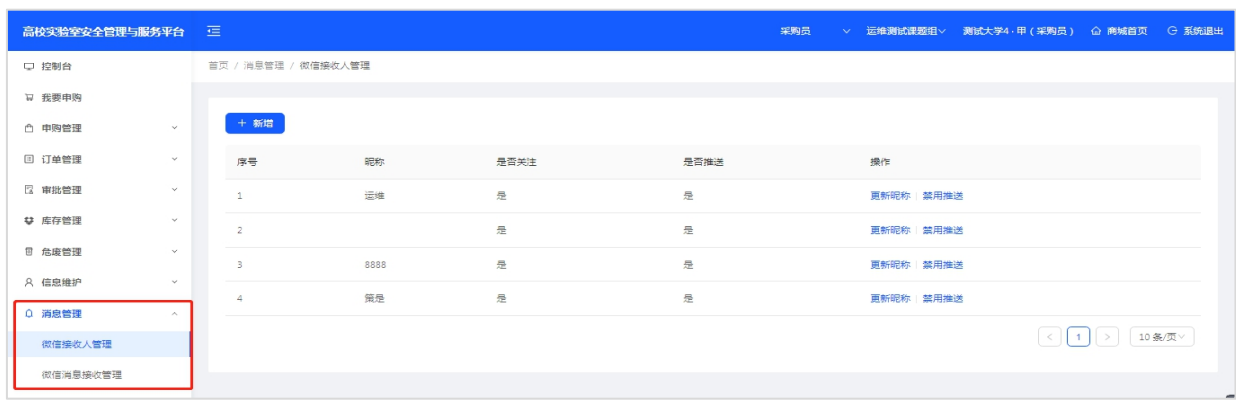 高校实验室安全管理与服务平台 采购员 运维测试课题组 测试大学4 · 甲 ( 采购员 ) 商城首页 系统退出
控制台
首页 / 消息管理 / 微信接收人管理
我要申购
申购管理
+ 新增
订单管理
序号 昵称 是否关注 是否推送 操作
审批管理
1 运维 是 是 更新昵称 禁用推送
库存管理
2 是 是 更新昵称 禁用推送
危废管理
3 8888 是 是 更新昵称 禁用推送
信息维护
4 策是 是 是 更新昵称 禁用推送
消息管理
< 1 > 10 条/页
微信接收人管理
微信消息接收管理